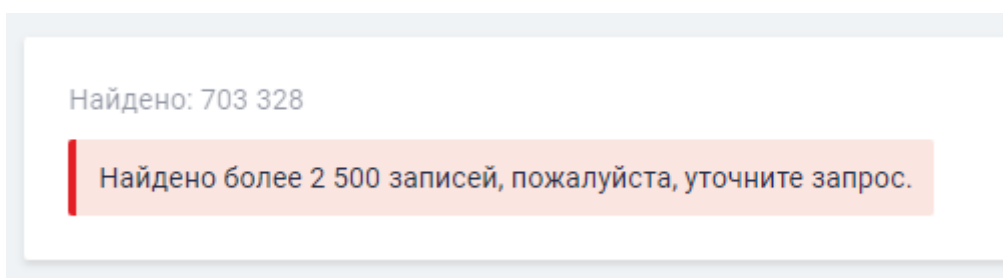 Найдено: 703 328
Найдено более 2 500 записей, пожалуйста, уточните запрос.